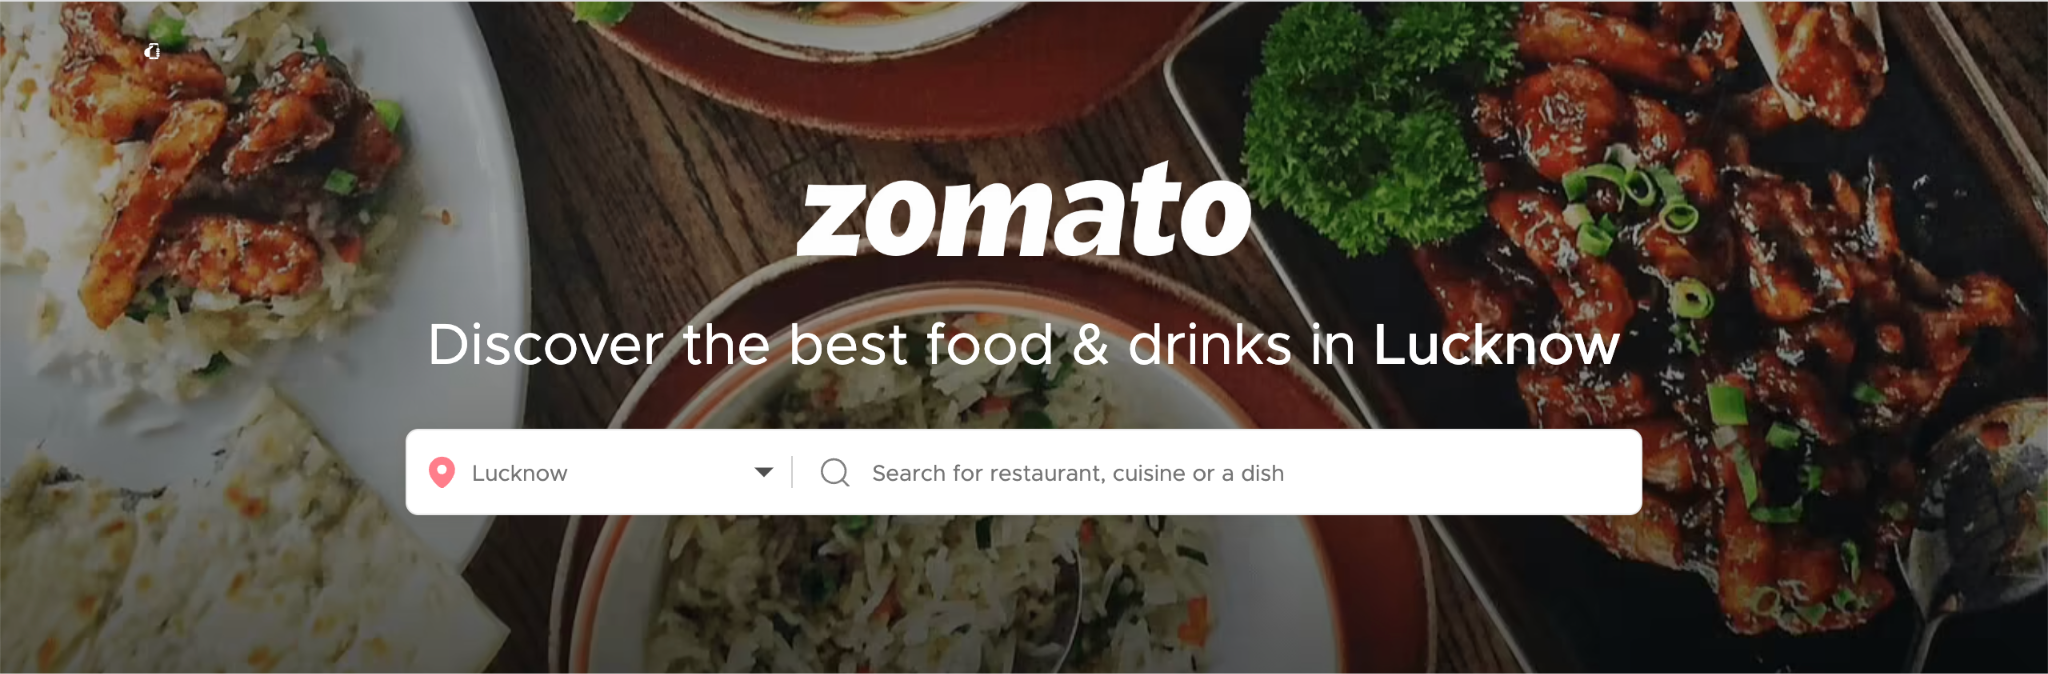 zomato
Discover the best food & drinks in Lucknow
Lucknow
Search for restaurant, cuisine or a dish